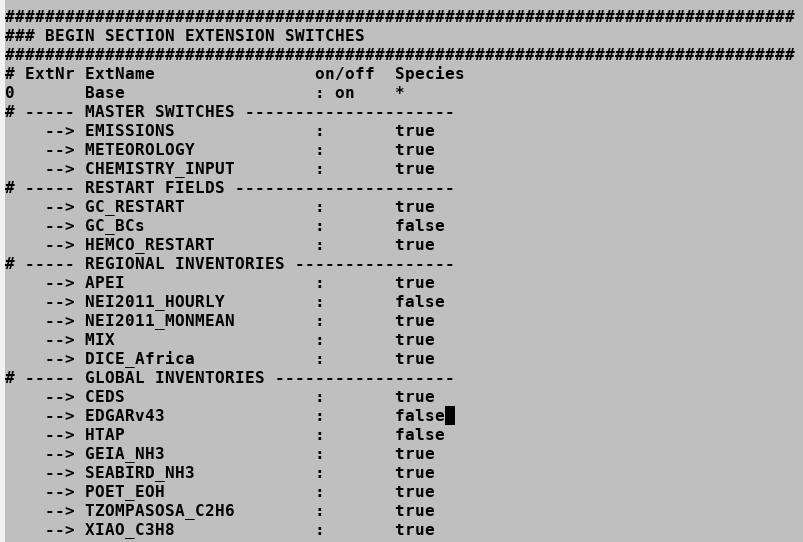 ###############################################################################
### BEGIN SECTION EXTENSION SWITCHES
###############################################################################
# ExtNr ExtName                on/off  Species
0       Base                   : on    *
# ----- MASTER SWITCHES ---------------------
    --> EMISSIONS              :       true
    --> METEOROLOGY            :       true
    --> CHEMISTRY_INPUT        :       true
# ----- RESTART FIELDS ----------------------
    --> GC_RESTART             :       true
    --> GC_BCs                 :       false
    --> HEMCO_RESTART          :       true
# ----- REGIONAL INVENTORIES ----------------
    --> APEI                   :       true
    --> NEI2011_HOURLY         :       false
    --> NEI2011_MONMEAN        :       true
    --> MIX                    :       true
    --> DICE_Africa            :       true
# ----- GLOBAL INVENTORIES ------------------
    --> CEDS                   :       true
    --> EDGARv43               :       false
    --> HTAP                   :       false
    --> GEIA_NH3               :       true
    --> SEABIRD_NH3            :       true
    --> POET_EOH               :       true
    --> TZOMPASOSA_C2H6        :       true
    --> XIAO_C3H8              :       true